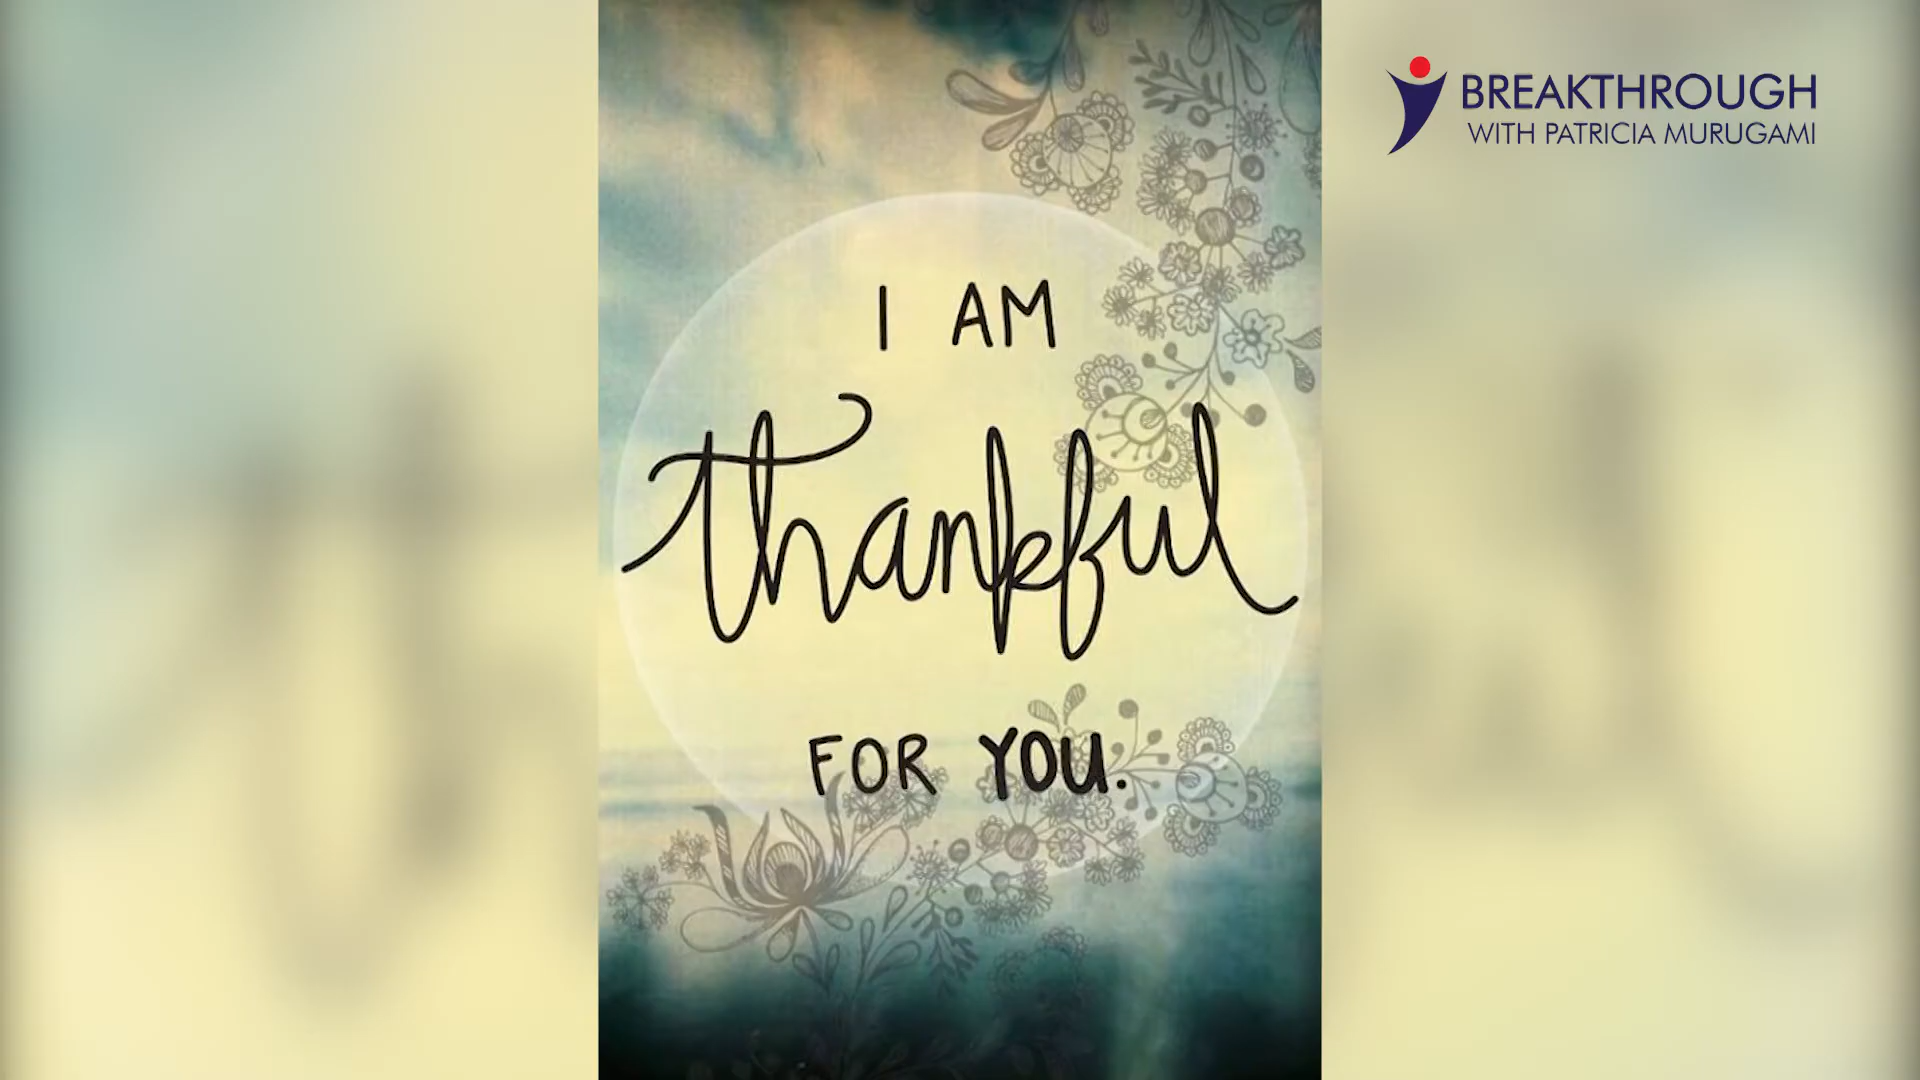 BREAKTHROUGH
WITH PATRICIA MURUGAMI
I AM
thankful
FOR YOU.